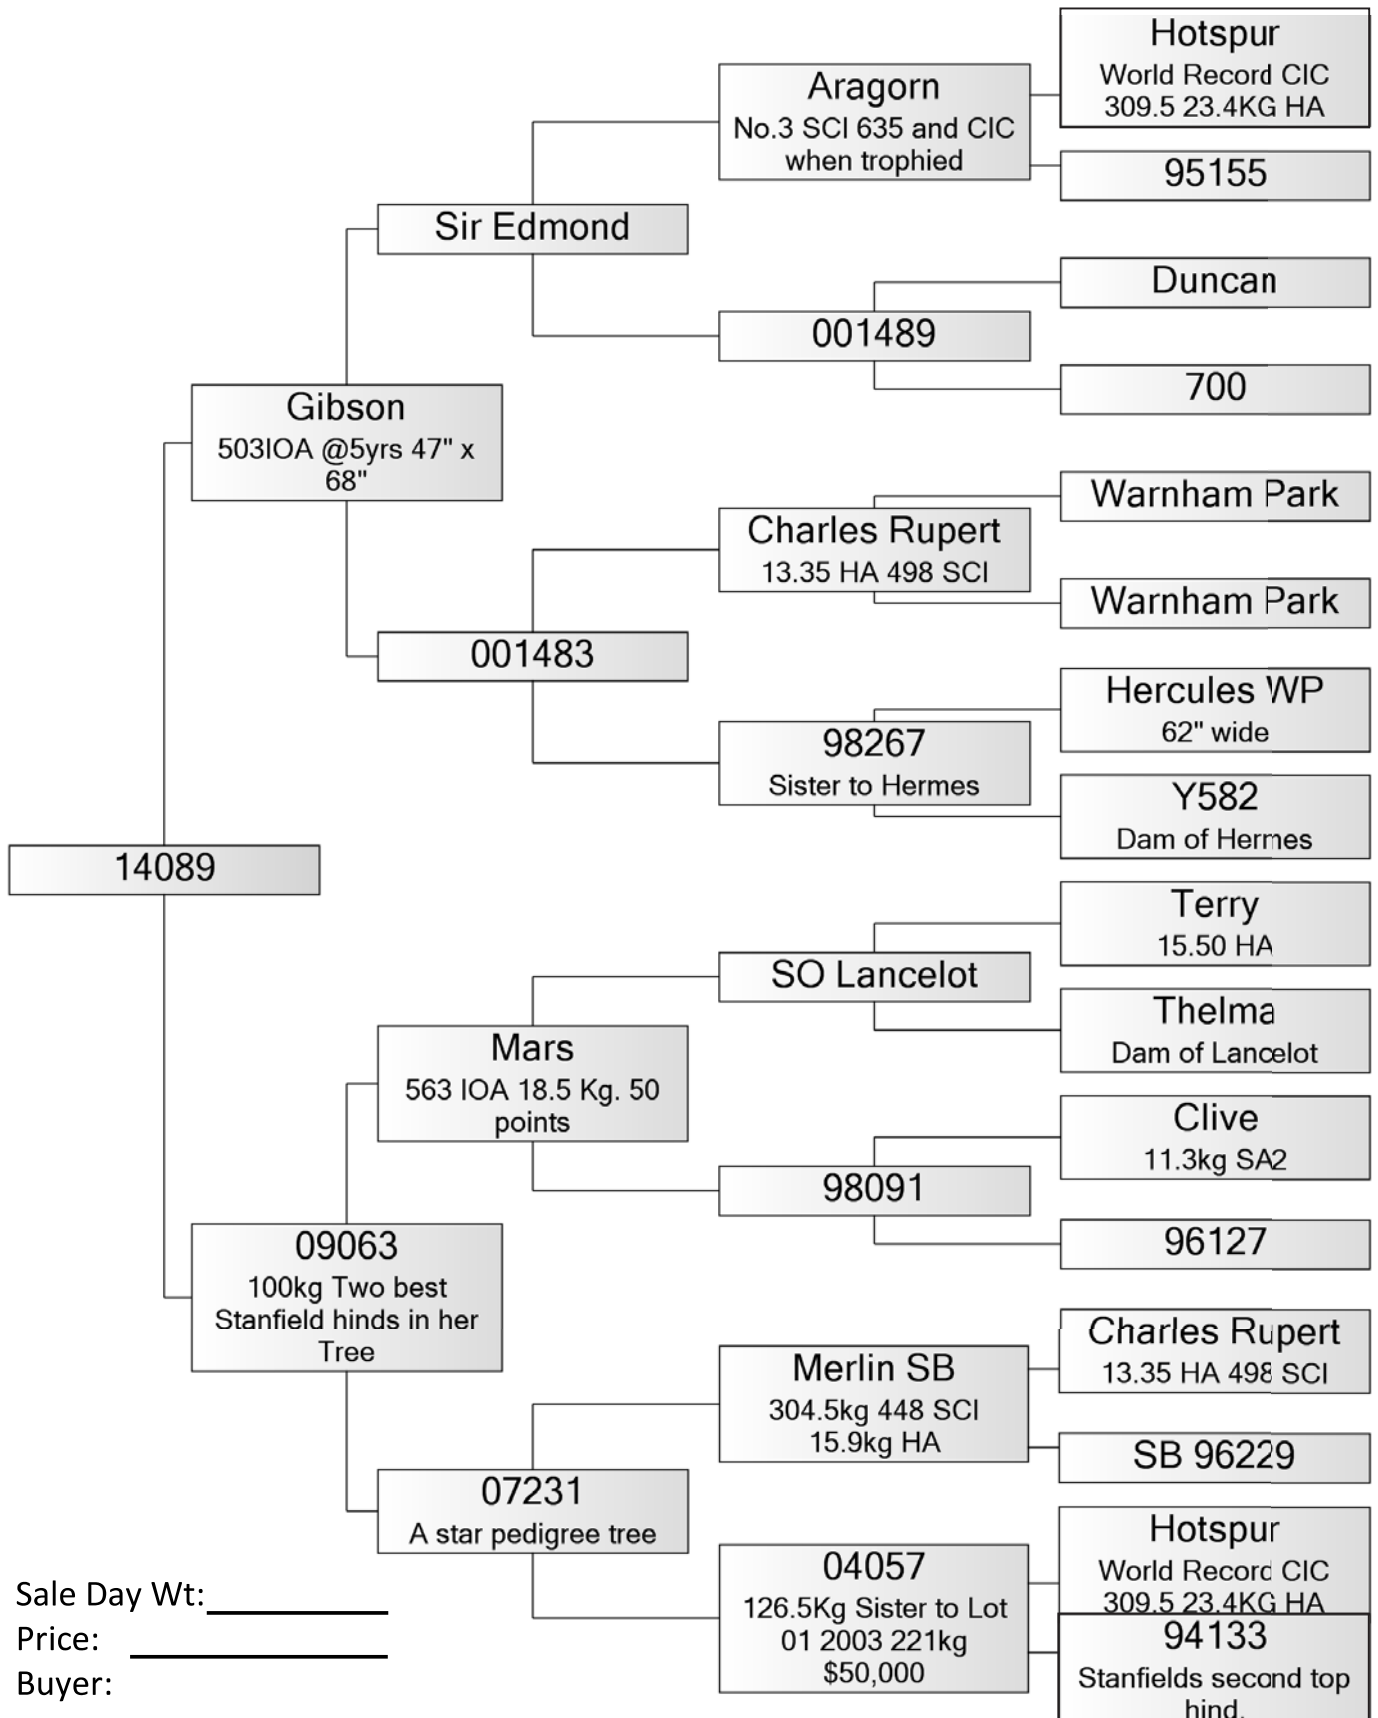 Hotspur
World Record CIC
309.5 23.4KG HA
Aragorn
No.3 SCI 635 and CIC
when trophied
95155
Sir Edmond
Duncan
001489
700
Gibson
503IOA @5yrs 47" x
68"
Warnham Park
Charles Rupert
13.35 HA 498 SCI
Warnham Park
001483
Hercules WP
62" wide
98267
Sister to Hermes
Y582
Dam of Hermes
14089
Terry
15.50 HA
SO Lancelot
Thelma
Dam of Lancelot
Mars
563 IOA 18.5 Kg. 50
points
Clive
11.3kg SA2
98091
96127
09063
100kg Two best
Stanfield hinds in her
Tree
Charles Rupert
13.35 HA 498 SCI
Merlin SB
304.5kg 448 SCI
15.9kg HA
SB 96229
07231
A star pedigree tree
Hotspur
World Record CIC
309.5 23.4KG HA
04057
126.5Kg Sister to Lot
01 2003 221kg
$50,000
94133
Stanfields second top
hind.
Sale Day Wt:
Price:
Buyer: